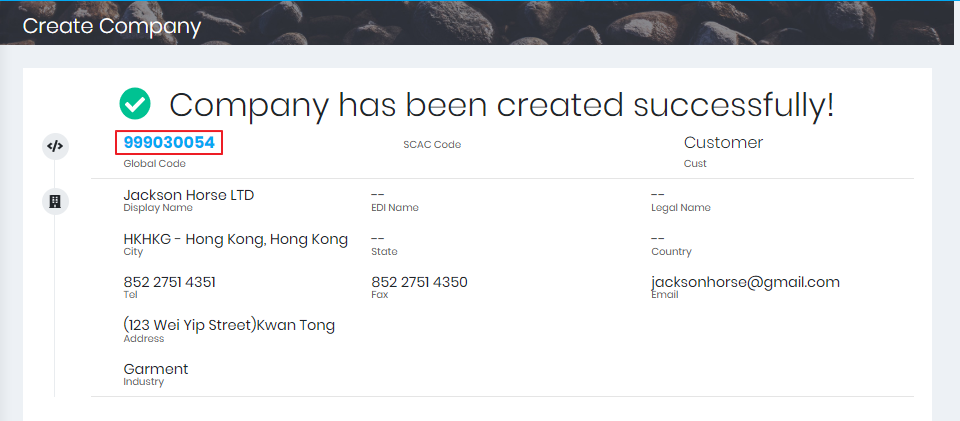 Create Company
Company has been created successfully!
999030054
Global Code
SCAC Code
Customer
Cust
Jackson Horse LTD
Display Name
--
EDI Name
--
Legal Name
HKHKG - Hong Kong, Hong Kong
City
--
State
--
Country
852 2751 4351
Tel
852 2751 4350
Fax
jacksonhorse@gmail.com
Email
(123 Wei Yip Street)Kwan Tong
Address
Garment
Industry